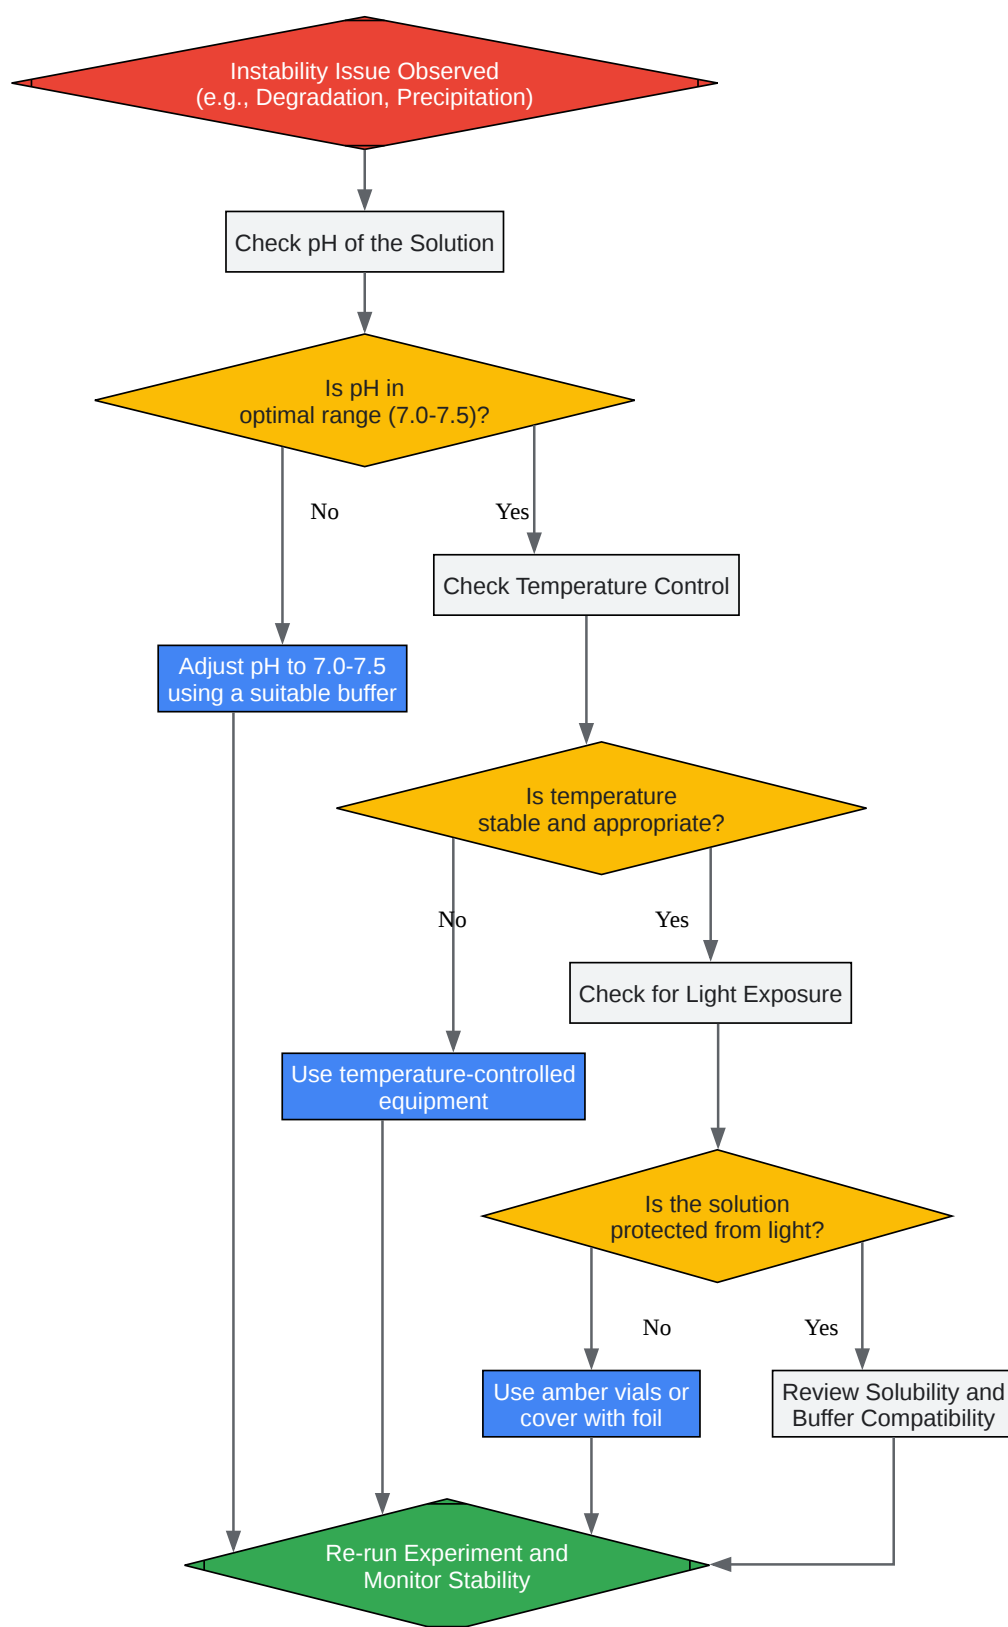 Instability Issue Observed
(e.g., Degradation, Precipitation)
Check pH of the Solution
Is pH in
optimal range (7.0-7.5)?
No
Yes
Check Temperature Control
Adjust pH to 7.0-7.5
using a suitable buffer
Is temperature
stable and appropriate?
No
Yes
Check for Light Exposure
Use temperature-controlled
equipment
Is the solution
protected from light?
No
Yes
Use amber vials or
cover with foil
Review Solubility and
Buffer Compatibility
Re-run Experiment and
Monitor Stability